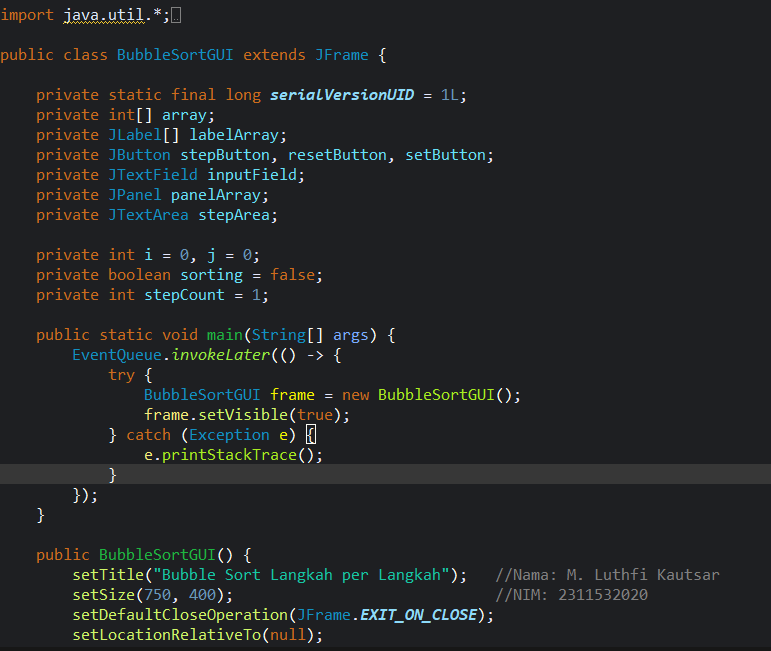 import java.util.*;
public class BubbleSortGUI extends JFrame {
private static final long serialVersionUID = 1L;
private int[] array;
private JLabel[] labelArray;
private JButton stepButton, resetButton, setButton;
private JTextField inputField;
private JPanel panelArray;
private JTextArea stepArea;
private int i = 0, j = 0;
private boolean sorting = false;
private int stepCount = 1;
public static void main(String[] args) {
EventQueue.invokeLater(() -> {
try {
BubbleSortGUI frame = new BubbleSortGUI();
frame.setVisible(true);
} catch (Exception e) {
e.printStackTrace();
}
});
}
public BubbleSortGUI() {
setTitle("Bubble Sort Langkah per Langkah"); //Nama: M. Luthfi Kautsar
setSize(750, 400); //NIM: 2311532020
setDefaultCloseOperation(JFrame.EXIT_ON_CLOSE);
setLocationRelativeTo(null);